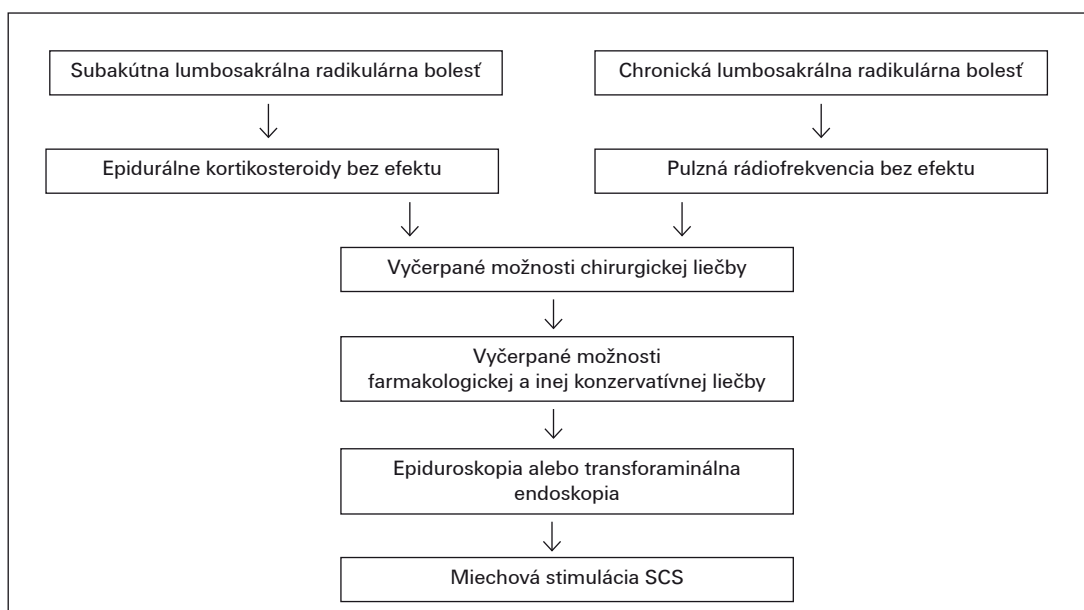 Subakútna lumbosakrálna radikulárna bolesť
Chronická lumbosakrálna radikulárna bolesť
Epidurálne kortikosteroidy bez efektu
Pulzná rádiofrekvencia bez efektu
Vyčerpané možnosti chirurgickej liečby
Vyčerpané možnosti
farmakologickej a inej konzervatívnej liečby
Epiduroskopia alebo transforaminálna
endoskopia
Miechová stimulácia SCS